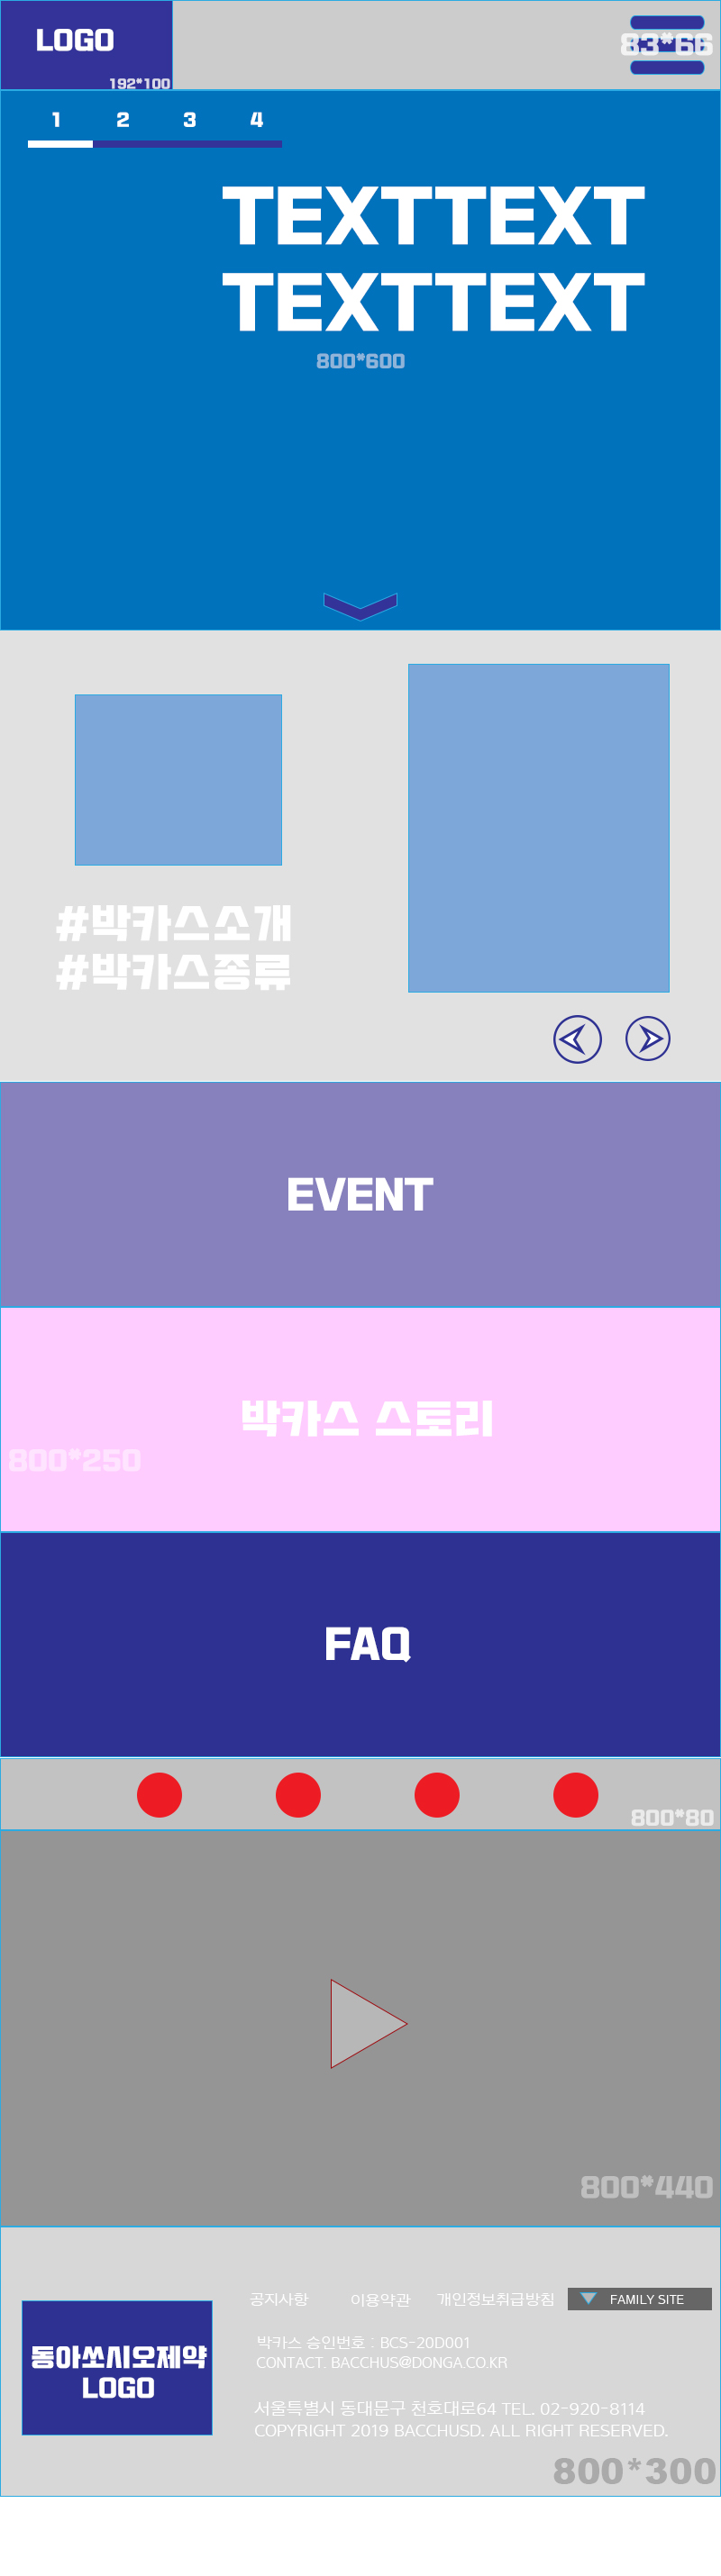 LOGO
192*100
83*66
1 2 3 4
TEXTTEXT
TEXTTEXT
800*600
#박카스소개
#박카스종류
EVENT
박카스 스토리
800*250
FAQ
800*80
800*440
공지사항 이용약관 개인정보취급방침 FAMILY SITE
박카스 승인번호 : BCS-20D001
CONTACT. BACCHUS@DONGA.CO.KR
동아쏘시오제약
LOGO
서울특별시 동대문구 천호대로64 TEL. 02-920-8114
COPYRIGHT 2019 BACCHUSD. ALL RIGHT RESERVED.
800*300